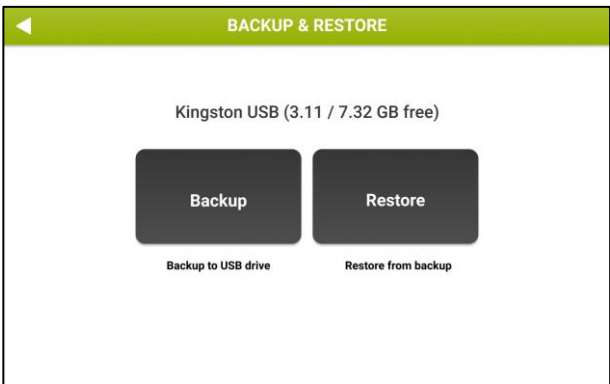 BACKUP & RESTORE
Kingston USB (3.11 / 7.32 GB free)
Backup
Restore
Backup to USB drive
Restore from backup